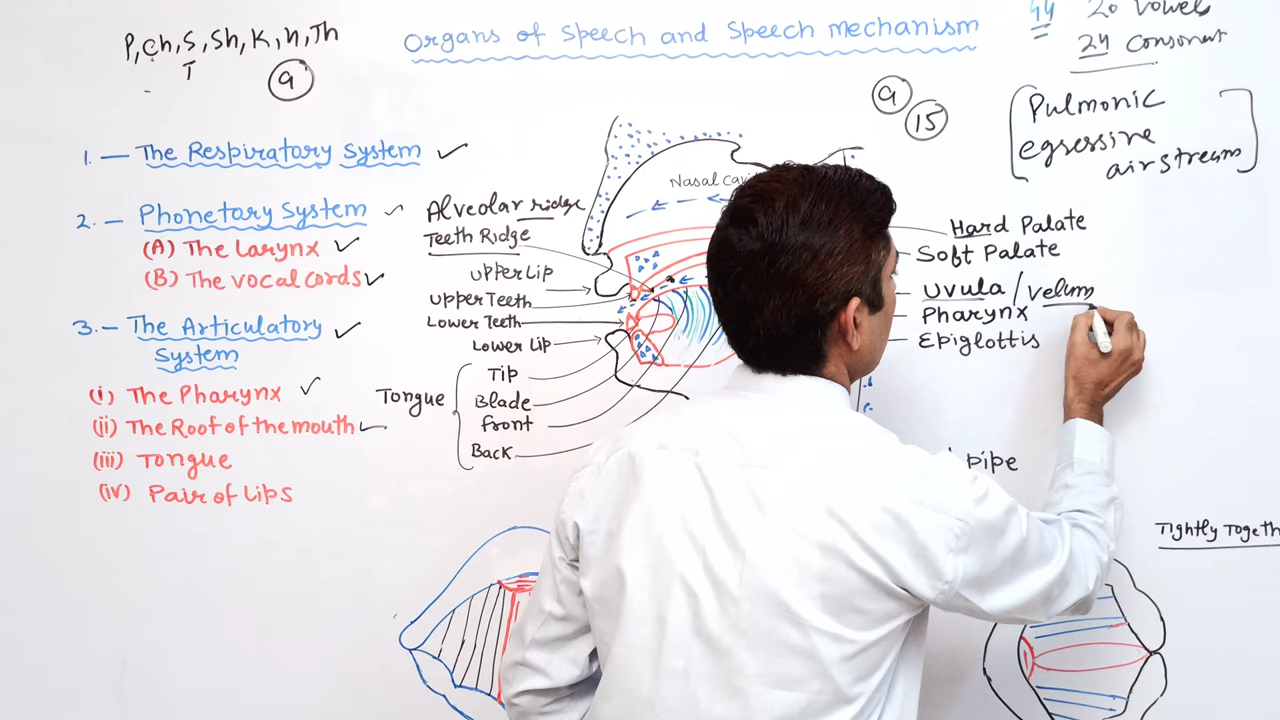 P, Ch, S, Sh, K, h, Th
T
9
Organs of Speech and Speech mechanism
44
20 Vowel
24 Consonant
9
15
Pulmonic
egressive
airstream
1. — The Respiratory System
2. — Phonetary System
(A) The Larynx
(B) The Vocal Cords
3. — The Articulatory
System
(i) The Pharynx
(ii) The Roof of the mouth
(iii) Tongue
(iv) Pair of Lips
Alveolar ridge
Teeth Ridge
Upper Lip
Upper Teeth
Lower Teeth
Lower Lip
Tongue
Tip
Blade
front
Back
Nasal Cavi
Hard Palate
Soft Palate
Uvula / Velum
Pharynx
Epiglottis
pipe
Tightly Togeth